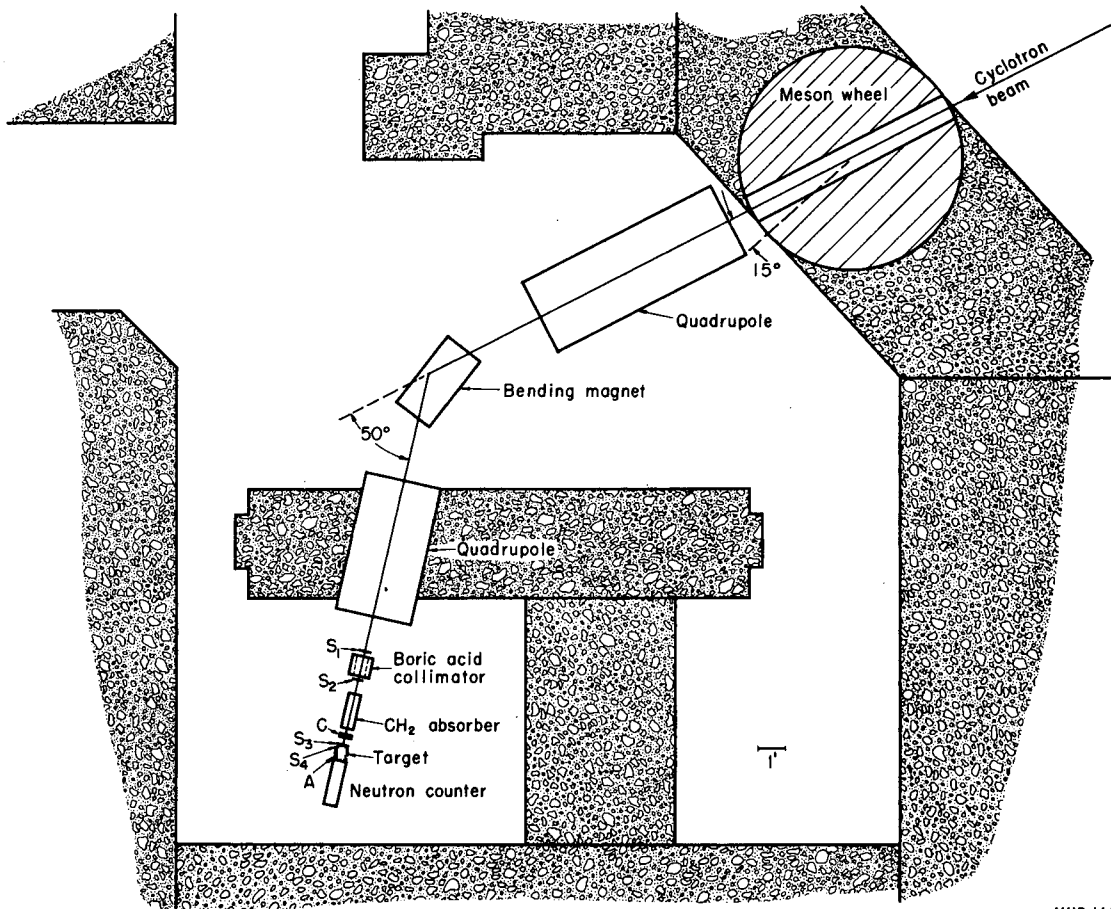 Cyclotron
beam
Meson wheel
15°
Quadrupole
Bending magnet
50°
Quadrupole
S1
Boric acid
collimator
S2
CH2 absorber
C
S3
S4
Target
A
Neutron counter
1'